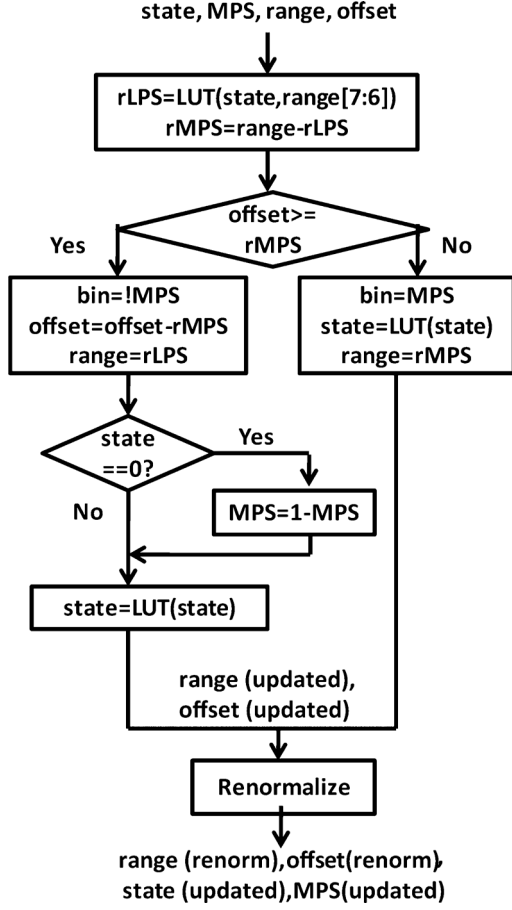 state, MPS, range, offset
rLPS=LUT(state,range[7:6])
rMPS=range-rLPS
offset>=
rMPS
Yes
No
bin=!MPS
offset=offset-rMPS
range=rLPS
bin=MPS
state=LUT(state)
range=rMPS
state
==0?
Yes
No
MPS=1-MPS
state=LUT(state)
range (updated),
offset (updated)
Renormalize
range (renorm),offset(renorm),
state (updated),MPS(updated)